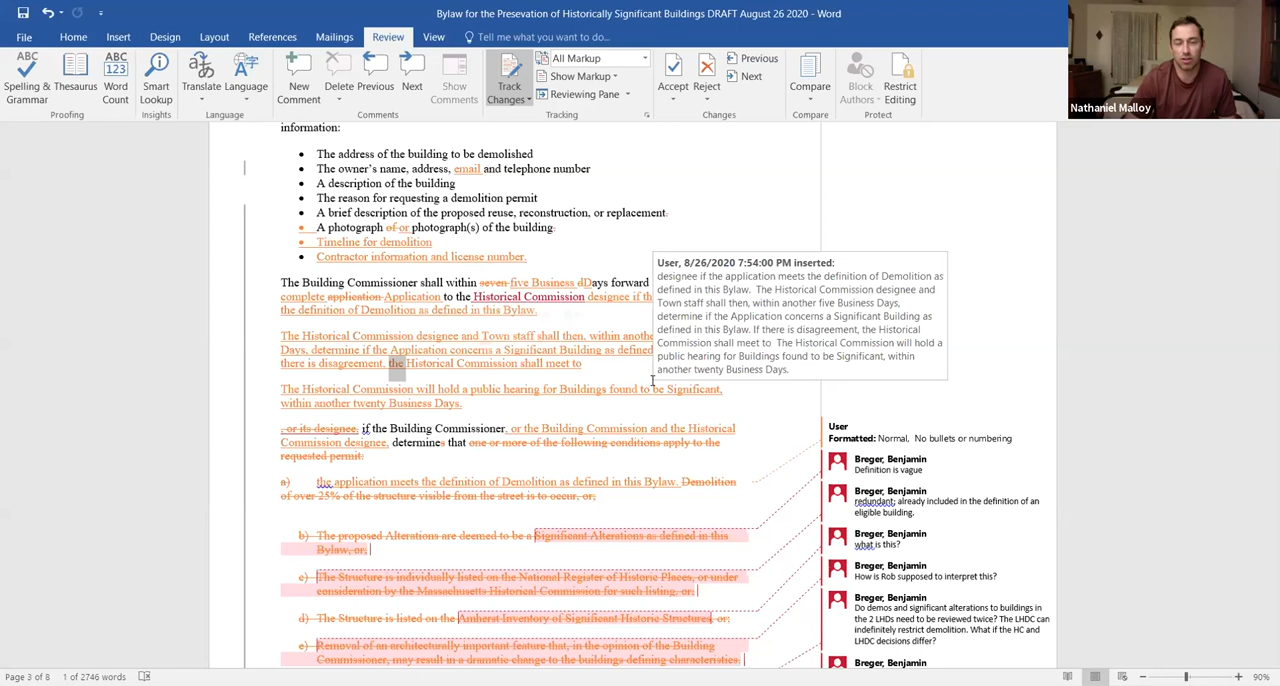 Bylaw for the Presevation of Historically Significant Buildings DRAFT August 26 2020 - Word
File Home Insert Design Layout References Mailings Review View Tell me what you want to do...
ABC Spelling & Grammar
Thesaurus
ABC 123 Word Count
Smart Lookup
Translate
Language
New Comment
Delete
Previous
Next
Show Comments
Track Changes
All Markup
Show Markup
Reviewing Pane
Accept
Reject
Previous
Next
Compare
Block Authors
Restrict Editing
Proofing Insights Language Comments Tracking Changes Compare Protect
Nathaniel Malloy
information:
• The address of the building to be demolished
• The owner's name, address, email and telephone number
• A description of the building
• The reason for requesting a demolition permit
• A brief description of the proposed reuse, reconstruction, or replacement.
• A photograph of or photograph(s) of the building.
• Timeline for demolition
• Contractor information and license number.
The Building Commissioner shall within seven five Business dDays forward
complete application Application to the Historical Commission designee if th
the definition of Demolition as defined in this Bylaw.
The Historical Commission designee and Town staff shall then, within anothe
Days, determine if the Application concerns a Significant Building as defined
there is disagreement, the Historical Commission shall meet to
The Historical Commission will hold a public hearing for Buildings found to be Significant,
within another twenty Business Days.
, or its designee, if the Building Commissioner, or the Building Commission and the Historical
Commission designee, determines that one or more of the following conditions apply to the
requested permit:
a) the application meets the definition of Demolition as defined in this Bylaw. Demolition
of over 25% of the structure visible from the street is to occur, or;
b) The proposed Alterations are deemed to be a Significant Alterations as defined in this
Bylaw, or;
c) The Structure is individually listed on the National Register of Historic Places, or under
consideration by the Massachusetts Historical Commission for such listing, or;
d) The Structure is listed on the Amherst Inventory of Significant Historic Structures, or;
e) Removal of an architecturally important feature that, in the opinion of the Building
Commissioner, may result in a dramatic change to the buildings defining characteristics.
User, 8/26/2020 7:54:00 PM inserted:
designee if the application meets the definition of Demolition as
defined in this Bylaw. The Historical Commission designee and
Town staff shall then, within another five Business Days,
determine if the Application concerns a Significant Building as
defined in this Bylaw. If there is disagreement, the Historical
Commission shall meet to The Historical Commission will hold a
public hearing for Buildings found to be Significant, within
another twenty Business Days.
User
Formatted: Normal, No bullets or numbering
Breger, Benjamin
Definition is vague
Breger, Benjamin
redundant; already included in the definition of an
eligible building,
Breger, Benjamin
what is this?
Breger, Benjamin
How is Rob supposed to interpret this?
Breger, Benjamin
Do demos and significant alterations to buildings in
the 2 LHDs need to be reviewed twice? The LHDC can
indefinitely restrict demolition. What if the HC and
LHDC decisions differ?
Breger, Benjamin
Page 3 of 8 1 of 2746 words
90%